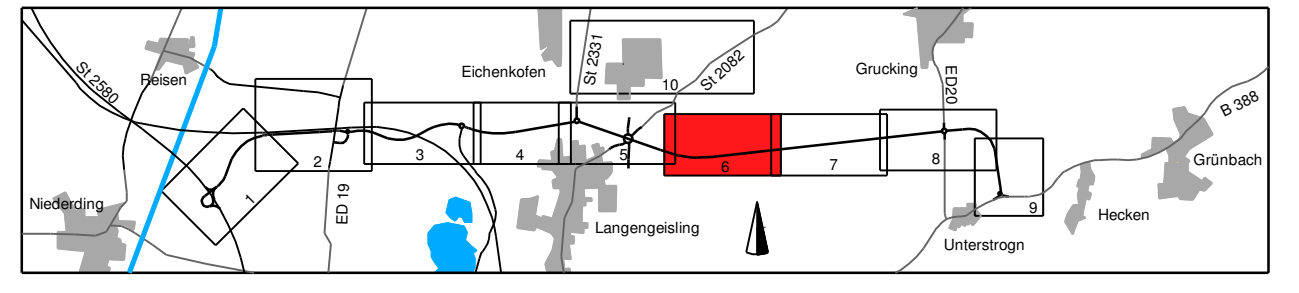 St 2580
Reisen
Niederding
1
2
ED 19
3
Eichenkofen
4
St 2331
5
10
St 2082
Langengeisling
6
7
Grucking
ED20
8
9
Unterstrogn
Hecken
B 388
Grünbach